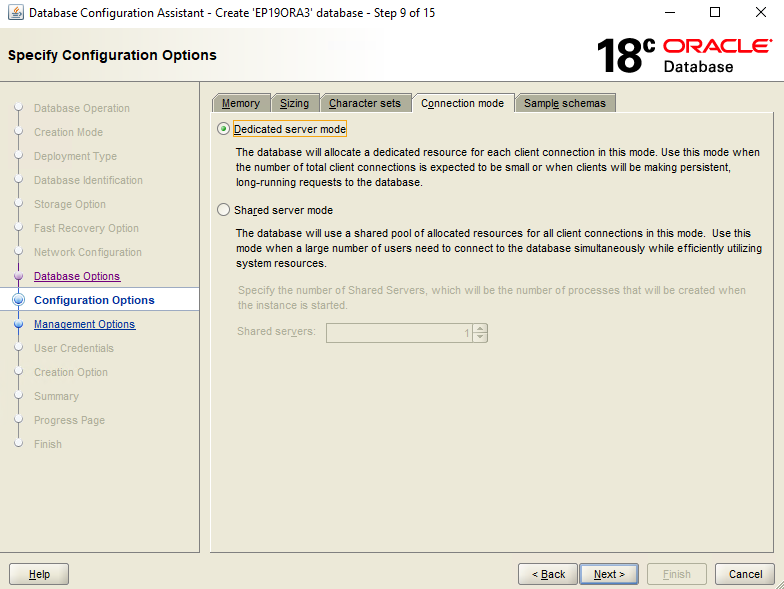 Database Configuration Assistant - Create 'EP19ORA3' database - Step 9 of 15
Specify Configuration Options
18c ORACLE
Database
Database Operation
Creation Mode
Deployment Type
Database Identification
Storage Option
Fast Recovery Option
Network Configuration
Database Options
Configuration Options
Management Options
User Credentials
Creation Option
Summary
Progress Page
Finish
Memory Sizing Character sets Connection mode Sample schemas
Dedicated server mode
The database will allocate a dedicated resource for each client connection in this mode. Use this mode when
the number of total client connections is expected to be small or when clients will be making persistent,
long-running requests to the database.
Shared server mode
The database will use a shared pool of allocated resources for all client connections in this mode. Use this
mode when a large number of users need to connect to the database simultaneously while efficiently utilizing
system resources.
Specify the number of Shared Servers, which will be the number of processes that will be created when
the instance is started.
Shared servers: 1
Help < Back Next > Finish Cancel